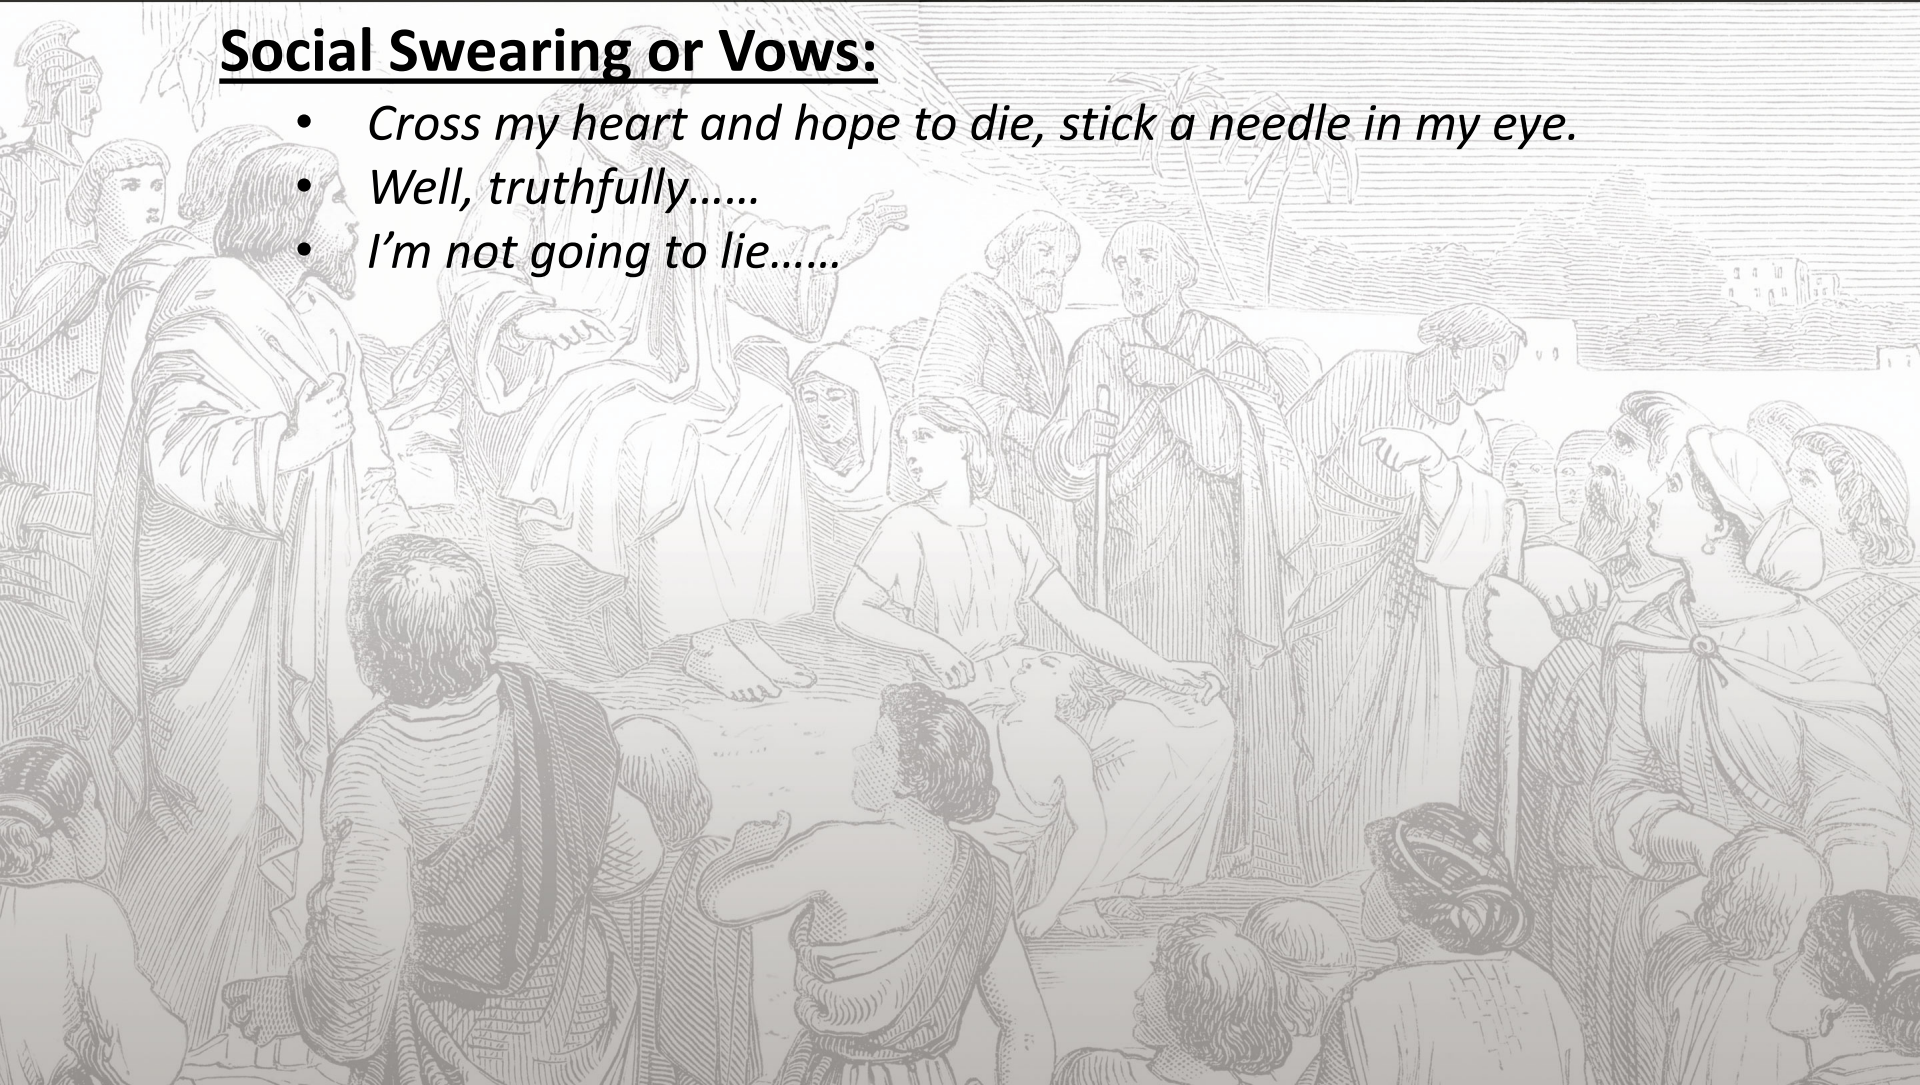 Social Swearing or Vows:
• Cross my heart and hope to die, stick a needle in my eye.
• Well, truthfully……
• I’m not going to lie……